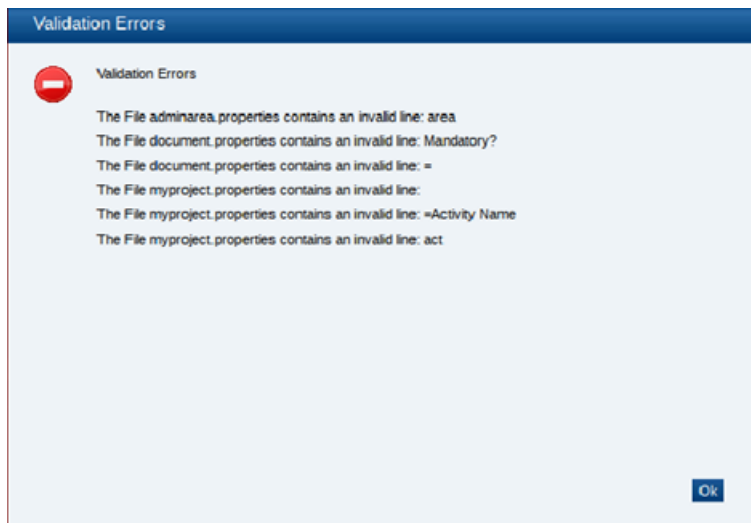 Validation Errors
Validation Errors
The File adminarea.properties contains an invalid line: area
The File document.properties contains an invalid line: Mandatory?
The File document.properties contains an invalid line: =
The File myproject.properties contains an invalid line:
The File myproject.properties contains an invalid line: =Activity Name
The File myproject.properties contains an invalid line: act
Ok